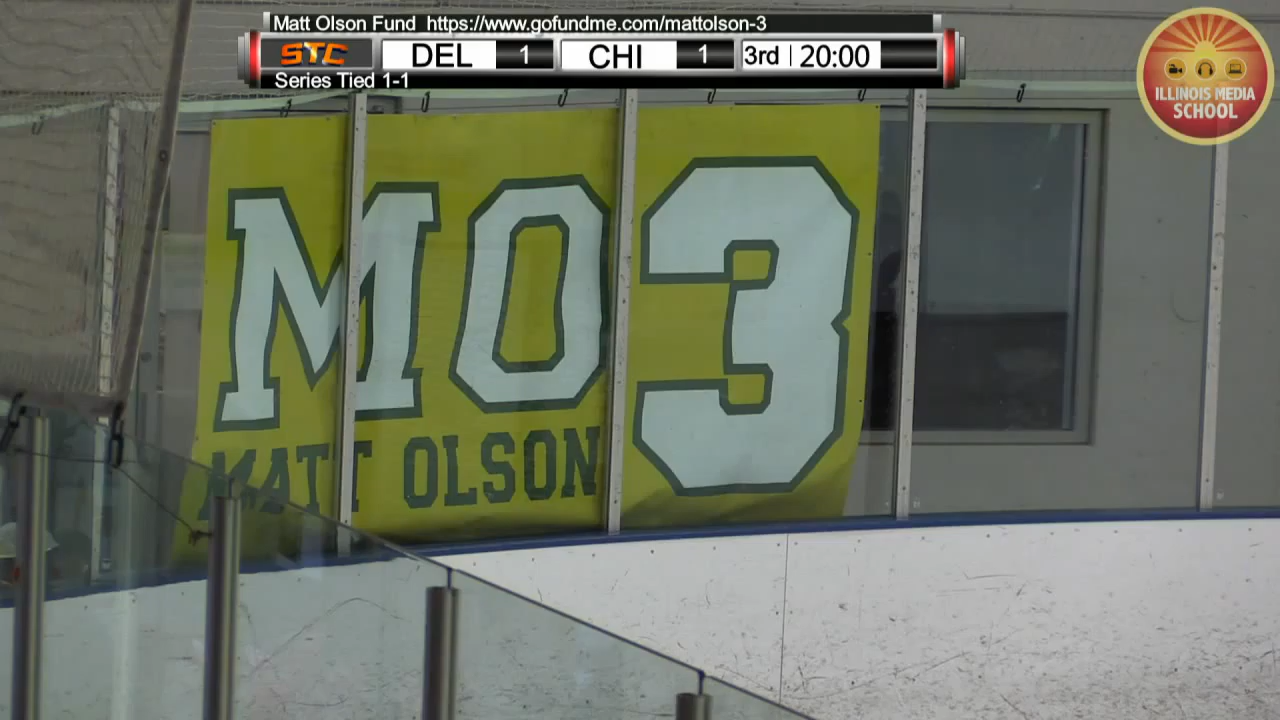 Matt Olson Fund https://www.gofundme.com/mattolson-3
STC DEL 1 CHI 1 3rd | 20:00
Series Tied 1-1
ILLINOIS MEDIA
SCHOOL
MO3
MATT OLSON